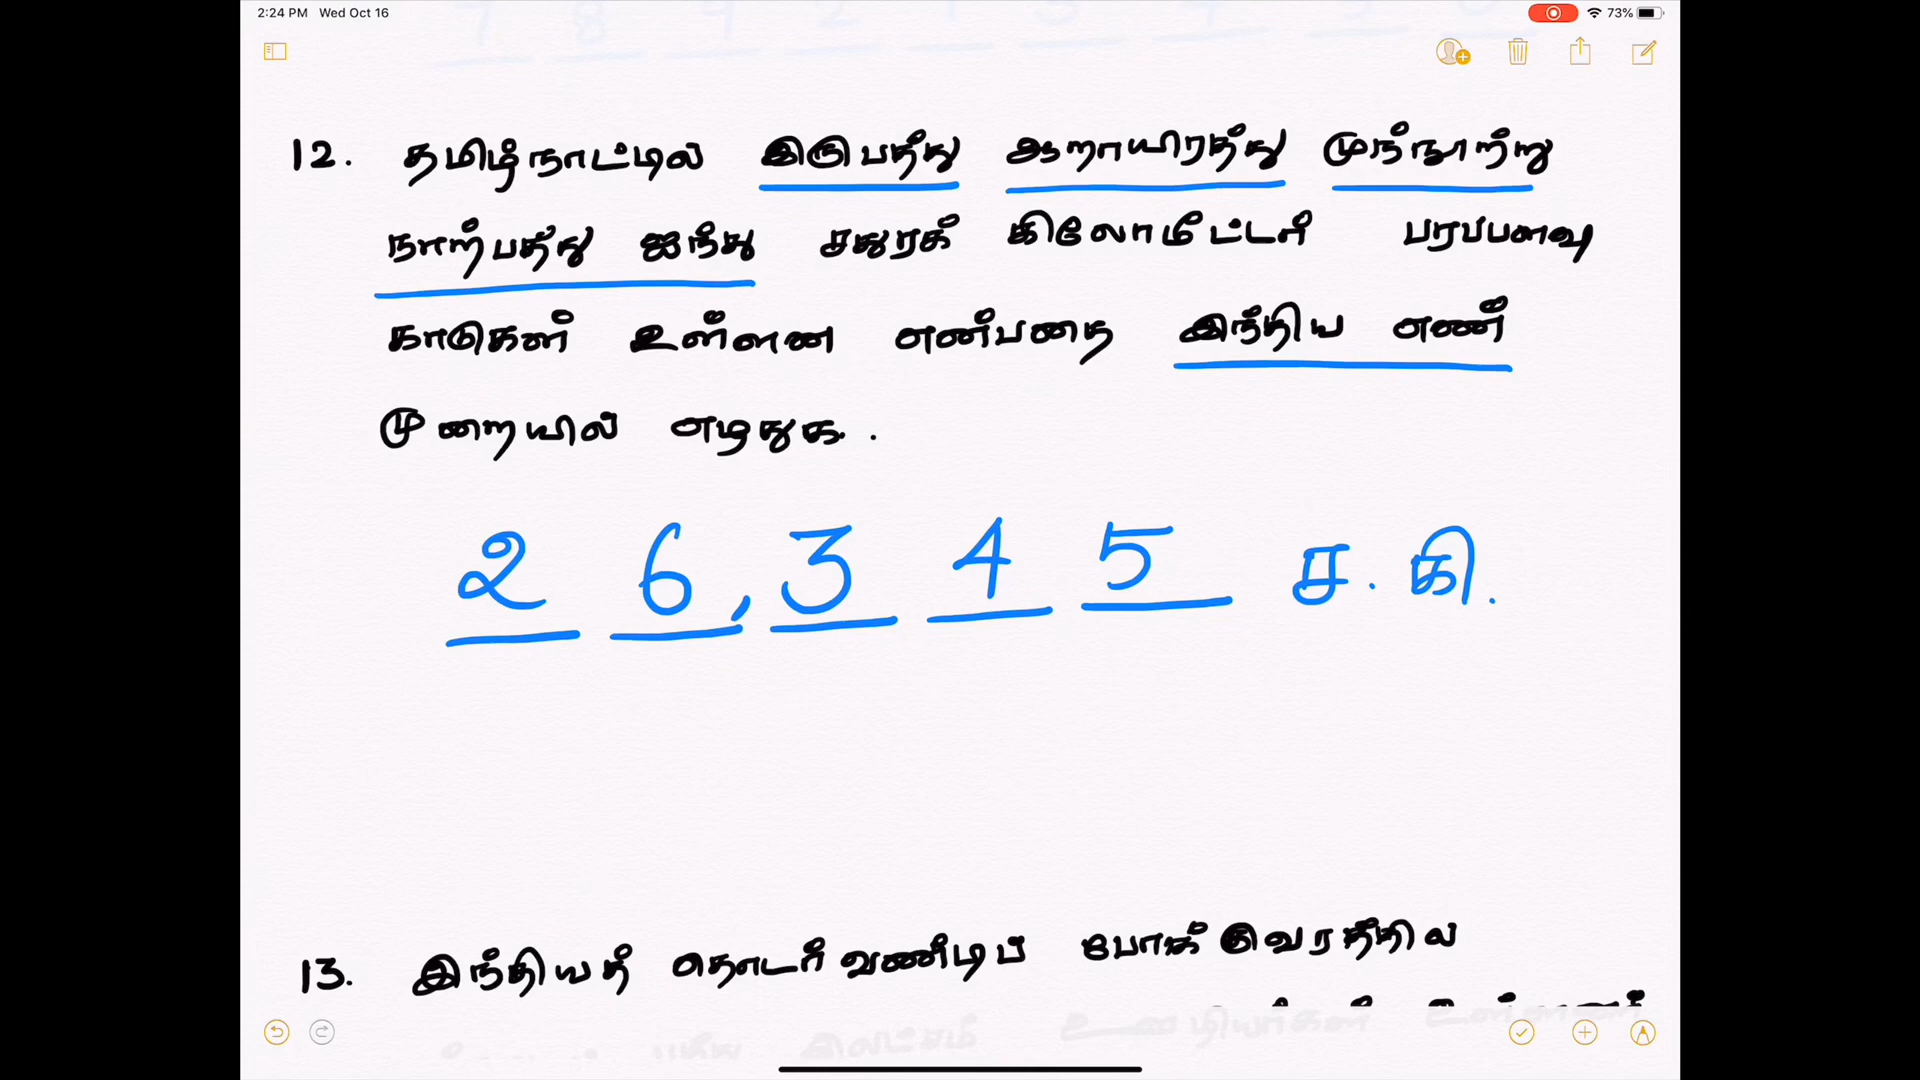 2:24 PM Wed Oct 16
73%
12. தமிழ்நாட்டில் இருபத்து ஆறாயிரத்து முந்நூற்று
நாற்பத்து ஐந்து சதுரக் கிலோமீட்டர் பரப்பளவு
காடுகள் உள்ளன என்பதை இந்திய எண்
முறையில் எழுதுக.
2 6, 3 4 5 ச. கி.
13. இந்தியத் தொடர் வண்டிப் போக்குவரத்தில்